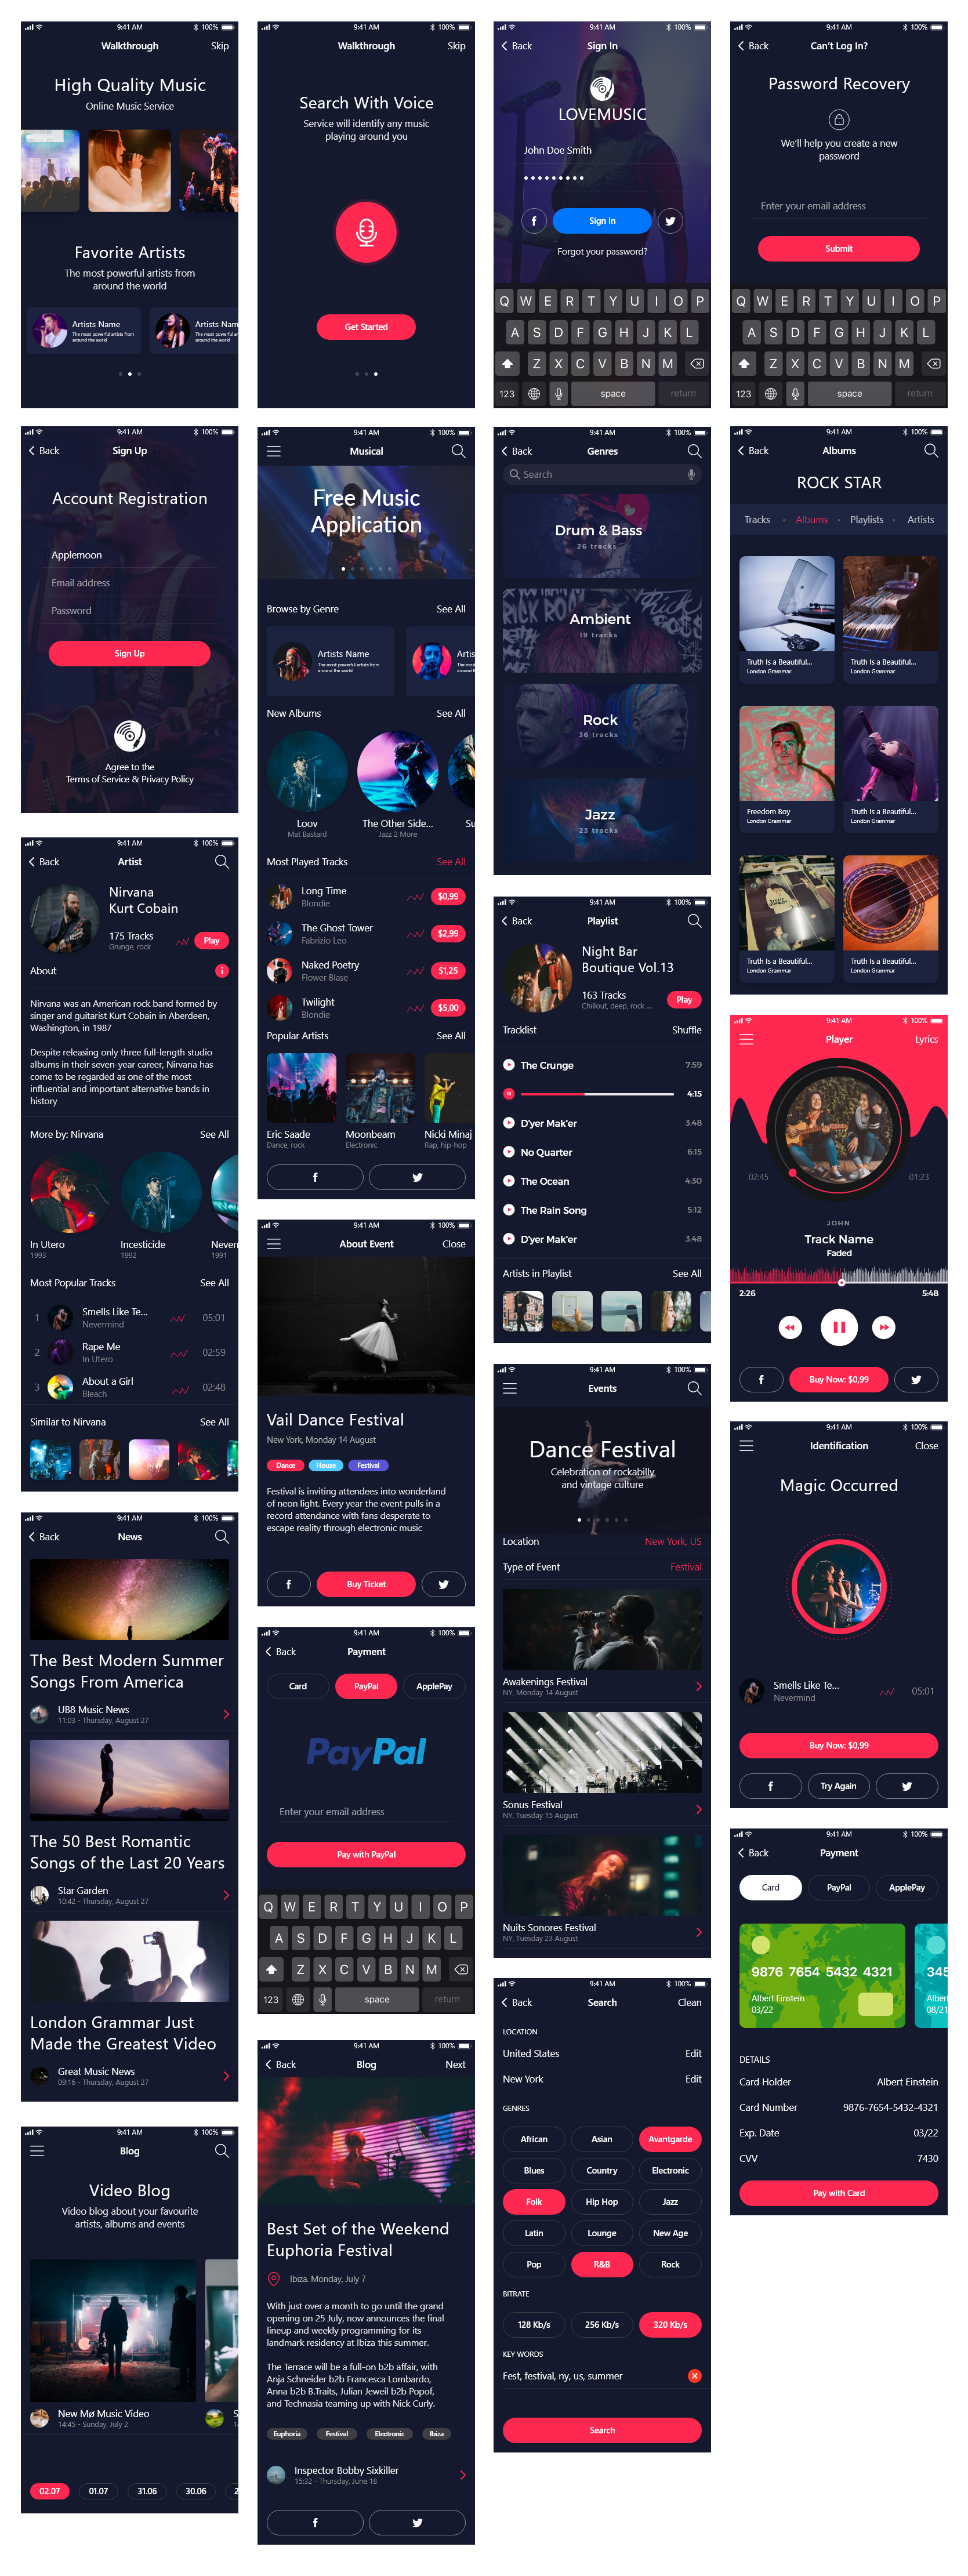 9:41 AM 100%
Walkthrough Skip
High Quality Music
Online Music Service
Favorite Artists
The most powerful artists from
around the world
Artists Name
The most powerful artists from
around the world
Artists Nam
The most powerful
around the world
9:41 AM 100%
Walkthrough Skip
Search With Voice
Service will identify any music
playing around you
Get Started
9:41 AM 100%
Back Sign In
LOVEMUSIC
John Doe Smith
f Sign In
Forgot your password?
Q W E R T Y U I O P
A S D F G H J K L
Z X C V B N M
123 space return
9:41 AM 100%
Back Can't Log In?
Password Recovery
We'll help you create a new
password
Enter your email address
Submit
Q W E R T Y U I O P
A S D F G H J K L
Z X C V B N M
123 space return
9:41 AM 100%
Back Sign Up
Account Registration
Applemoon
Email address
Password
Sign Up
Agree to the
Terms of Service & Privacy Policy
9:41 AM 100%
Musical
Free Music
Application
Browse by Genre See All
Artists Name
The most powerful artists from
around the world
Artis
The mos
around
New Albums See All
Loov
Mat Bastard
The Other Side...
Jazz 2 More
Su
Most Played Tracks See All
Long Time
Blondie
$0,99
The Ghost Tower
Fabrizio Leo
$2,99
Naked Poetry
Flower Blase
$1,25
Twilight
Blondie
$5,00
Popular Artists See All
Eric Saade
Dance, rock
Moonbeam
Electronic
Nicki Minaj
Rap, hip-hop
f
9:41 AM 100%
Back Genres
Search
Drum & Bass
26 tracks
Ambient
19 tracks
Rock
36 tracks
Jazz
23 tracks
9:41 AM 100%
Back Albums
ROCK STAR
Tracks Albums Playlists Artists
Truth Is a Beautiful...
London Grammar
Truth Is a Beautiful...
London Grammar
Freedom Boy
London Grammar
Truth Is a Beautiful...
London Grammar
Truth Is a Beautiful...
London Grammar
Truth Is a Beautiful...
London Grammar
9:41 AM 100%
Back Artist
Nirvana
Kurt Cobain
175 Tracks
Grunge, rock
Play
About i
Nirvana was an American rock band formed by
singer and guitarist Kurt Cobain in Aberdeen,
Washington, in 1987
Despite releasing only three full-length studio
albums in their seven-year career, Nirvana has
come to be regarded as one of the most
influential and important alternative bands in
history
More by: Nirvana See All
In Utero
1993
Incesticide
1992
Never
1991
Most Popular Tracks See All
1 Smells Like Te...
Nevermind
05:01
2 Rape Me
In Utero
02:59
3 About a Girl
Bleach
02:48
Similar to Nirvana See All
9:41 AM 100%
Back Playlist
Night Bar
Boutique Vol.13
163 Tracks
Chillout, deep, rock ...
Play
Tracklist Shuffle
The Crunge 7:59
4:15
D'yer Mak'er 3:48
No Quarter 6:15
The Ocean 4:30
The Rain Song 5:12
D'yer Mak'er 3:48
Artists in Playlist See All
9:41 AM 100%
Player Lyrics
02:45 01:23
JOHN
Track Name
Faded
2:26 5:48
f Buy Now: $0,99
9:41 AM 100%
About Event Close
Vail Dance Festival
New York, Monday 14 August
Dance House Festival
Festival is inviting attendees into wonderland
of neon light. Every year the event pulls in a
record attendance with fans desperate to
escape reality through electronic music
f Buy Ticket
9:41 AM 100%
Events
Dance Festival
Celebration of rockabilly
and vintage culture
Location New York, US
Type of Event Festival
Awakenings Festival
NY, Monday 14 August
Sonus Festival
NY, Tuesday 15 August
Nuits Sonores Festival
NY, Tuesday 23 August
9:41 AM 100%
Identification Close
Magic Occurred
Smells Like Te...
Nevermind
05:01
Buy Now: $0,99
f Try Again
9:41 AM 100%
Back News
The Best Modern Summer
Songs From America
UB8 Music News
11:03 - Thursday, August 27
The 50 Best Romantic
Songs of the Last 20 Years
Star Garden
10:42 - Thursday, August 27
London Grammar Just
Made the Greatest Video
Great Music News
09:16 - Thursday, August 27
9:41 AM 100%
Back Payment
Card PayPal ApplePay
PayPal
Enter your email address
Pay with PayPal
Q W E R T Y U I O P
A S D F G H J K L
Z X C V B N M
123 space return
9:41 AM 100%
Back Payment
Card PayPal ApplePay
9876 7654 5432 4321
Albert Einstein
03/22
345
Albert
08/21
DETAILS
Card Holder Albert Einstein
Card Number 9876-7654-5432-4321
Exp. Date 03/22
CVV 7430
Pay with Card
9:41 AM 100%
Back Search Clean
LOCATION
United States Edit
New York Edit
GENRES
African Asian Avantgarde
Blues Country Electronic
Folk Hip Hop Jazz
Latin Lounge New Age
Pop R&B Rock
BITRATE
128 Kb/s 256 Kb/s 320 Kb/s
KEY WORDS
Fest, festival, ny, us, summer
Search
9:41 AM 100%
Back Blog Next
Best Set of the Weekend
Euphoria Festival
Ibiza. Monday, July 7
With just over a month to go until the grand
opening on 25 July, now announces the final
lineup and weekly programming for its
landmark residency at Ibiza this summer.
The Terrace will be a full-on b2b affair, with
Anja Schneider b2b Francesca Lombardo,
Anna b2b B.Traits, Julian Jeweil b2b Popof,
and Technasia teaming up with Nick Curly.
Euphoria Festival Electronic Ibiza
Inspector Bobby Sixkiller
15:32 - Thursday, June 18
f
9:41 AM 100%
Blog
Video Blog
Video blog about your favourite
artists, albums and events
New Mø Music Video
14:45 - Sunday, July 2
S
14
02.07 01.07 31.06 30.06 2